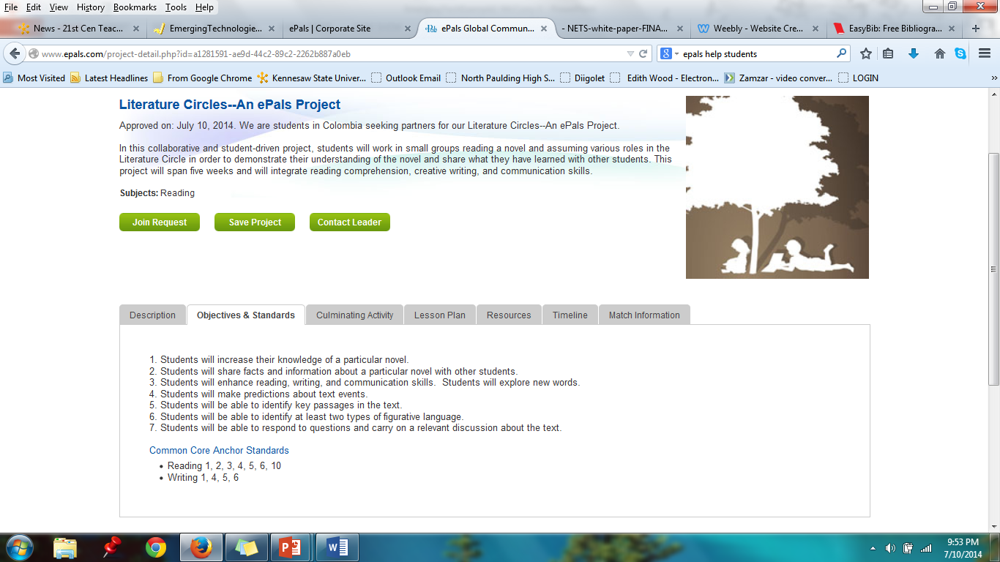 File Edit View History Bookmarks Tools Help
News - 21st Cen Teac...
EmergingTechnologie...
ePals | Corporate Site
ePals Global Commun...
- NETS-white-paper-FINA...
Weebly - Website Cre...
EasyBib: Free Bibliogra...
www.epals.com/project-detail.php?id=a1281591-ae9d-44c2-89c2-2262b887a0eb
epals help students
Most Visited Latest Headlines From Google Chrome Kennesaw State Univer... Outlook Email North Paulding High S... Diigolet Edith Wood - Electron... Zamzar - video conver... LOGIN
Literature Circles--An ePals Project
Approved on: July 10, 2014. We are students in Colombia seeking partners for our Literature Circles--An ePals Project.
In this collaborative and student-driven project, students will work in small groups reading a novel and assuming various roles in the
Literature Circle in order to demonstrate their understanding of the novel and share what they have learned with other students. This
project will span five weeks and will integrate reading comprehension, creative writing, and communication skills.
Subjects: Reading
Join Request Save Project Contact Leader
Description Objectives & Standards Culminating Activity Lesson Plan Resources Timeline Match Information
1. Students will increase their knowledge of a particular novel.
2. Students will share facts and information about a particular novel with other students.
3. Students will enhance reading, writing, and communication skills. Students will explore new words.
4. Students will make predictions about text events.
5. Students will be able to identify key passages in the text.
6. Students will be able to identify at least two types of figurative language.
7. Students will be able to respond to questions and carry on a relevant discussion about the text.
Common Core Anchor Standards
• Reading 1, 2, 3, 4, 5, 6, 10
• Writing 1, 4, 5, 6
9:53 PM
7/10/2014